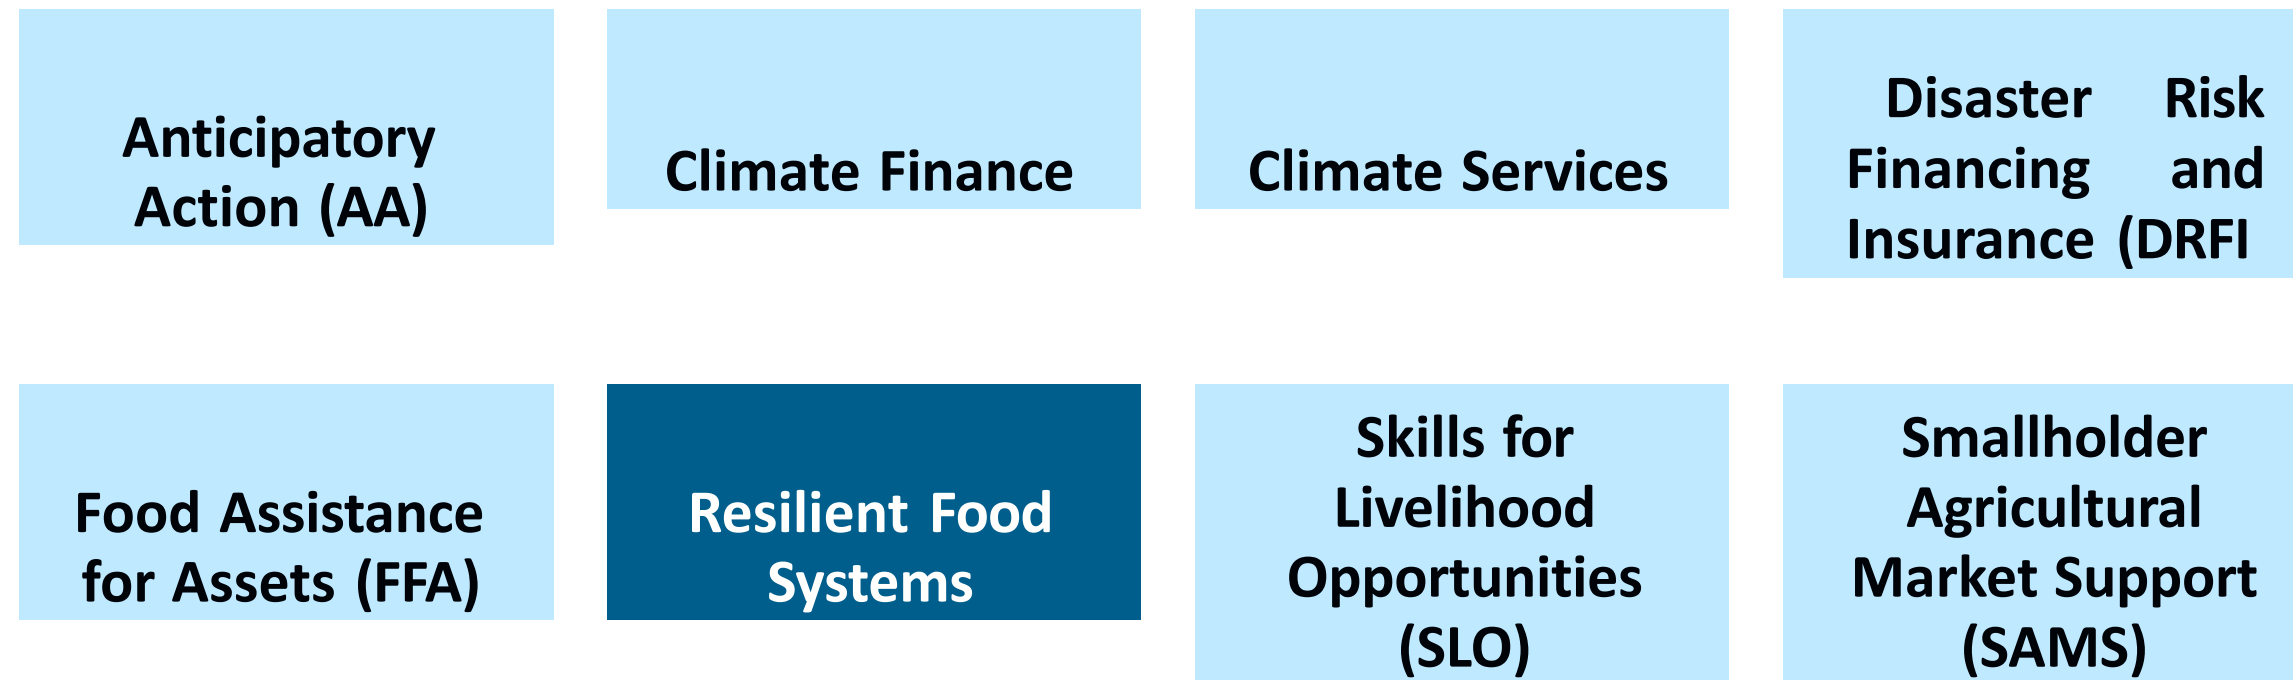 Anticipatory
Action (AA)
Climate Finance
Climate Services
Disaster Risk
Financing and
Insurance (DRFI
Food Assistance
for Assets (FFA)
Resilient Food
Systems
Skills for
Livelihood
Opportunities
(SLO)
Smallholder
Agricultural
Market Support
(SAMS)